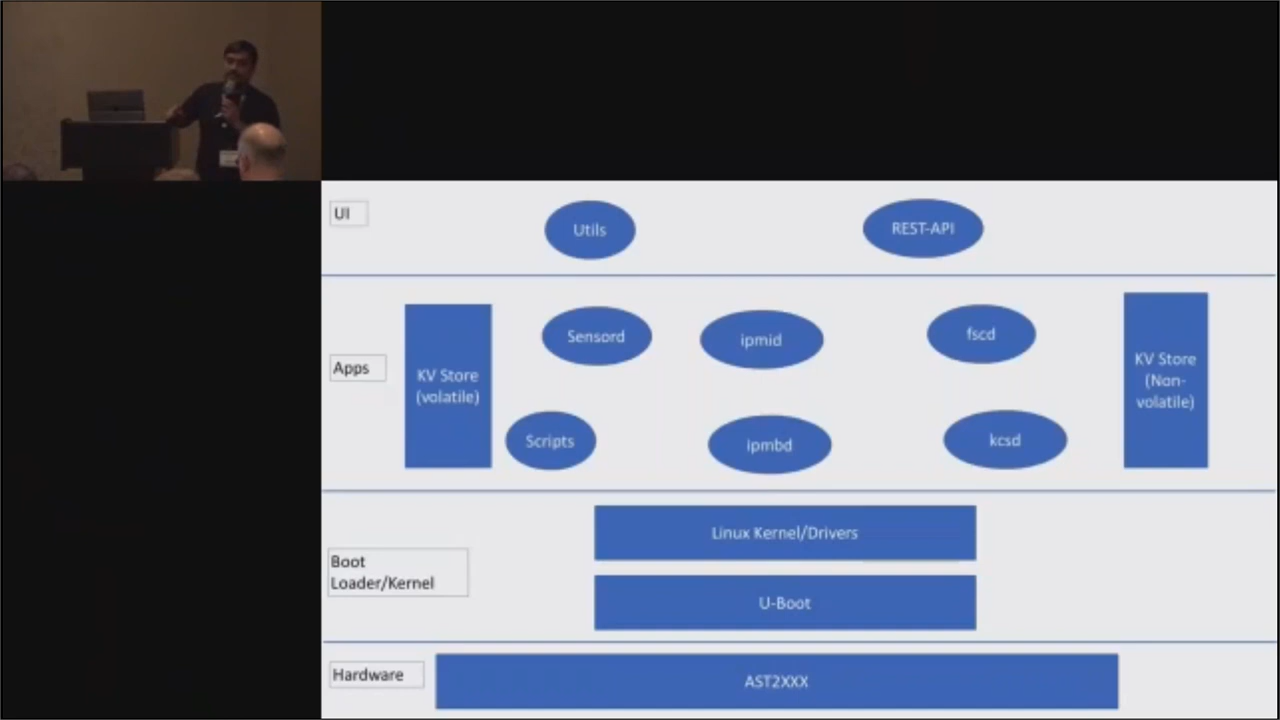 UI
Utils
REST-API
Apps
KV Store
(volatile)
Sensord
ipmid
fscd
KV Store
(Non-
volatile)
Scripts
ipmbd
kcsd
Boot
Loader/Kernel
Linux Kernel/Drivers
U-Boot
Hardware
AST2XXX